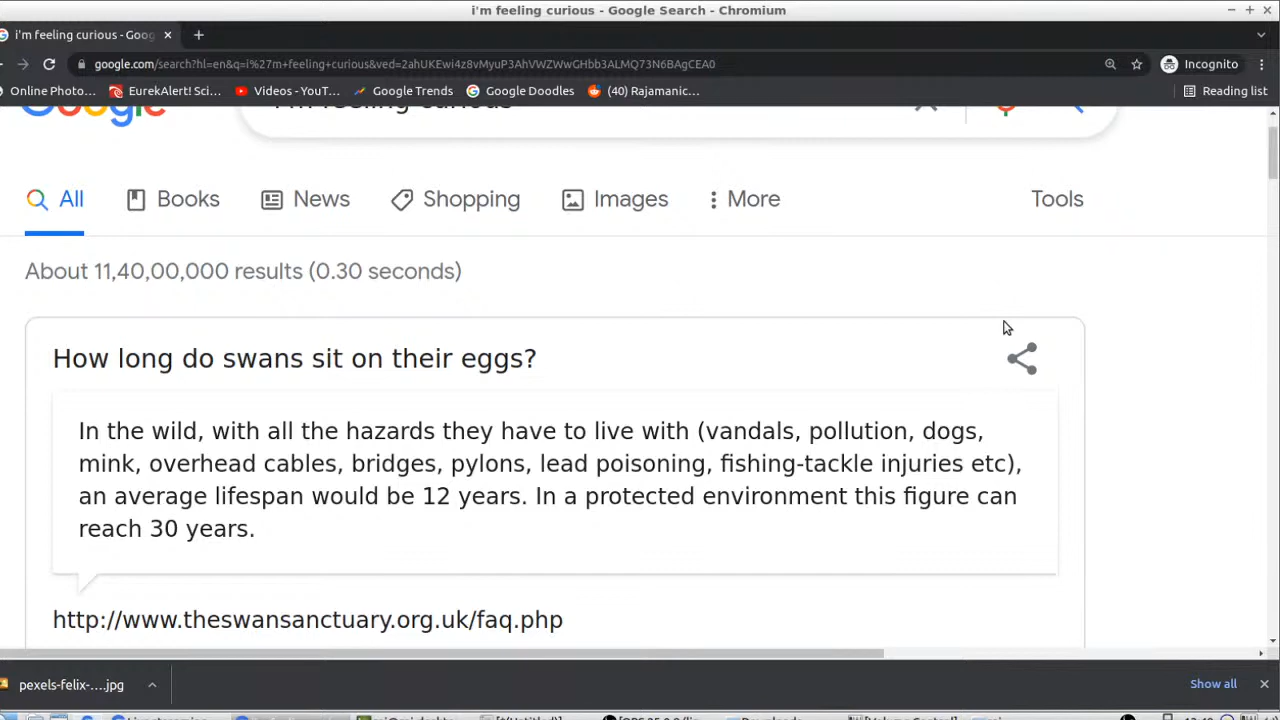 i'm feeling curious - Google Search - Chromium
i'm feeling curious - Goog
google.com/search?hl=en&q=i%27m+feeling+curious&ved=2ahUKEwi4z8vMyuP3AhVWZWwGHbb3ALMQ73N6BAgCEA0
Incognito
Online Photo…
EurekAlert! Sci…
Videos - YouT…
Google Trends
Google Doodles
(40) Rajamanic…
Reading list
Google
i'm feeling curious
All
Books
News
Shopping
Images
More
Tools
About 11,40,00,000 results (0.30 seconds)
How long do swans sit on their eggs?
In the wild, with all the hazards they have to live with (vandals, pollution, dogs,
mink, overhead cables, bridges, pylons, lead poisoning, fishing-tackle injuries etc),
an average lifespan would be 12 years. In a protected environment this figure can
reach 30 years.
http://www.theswansanctuary.org.uk/faq.php
pexels-felix-....jpg
Show all